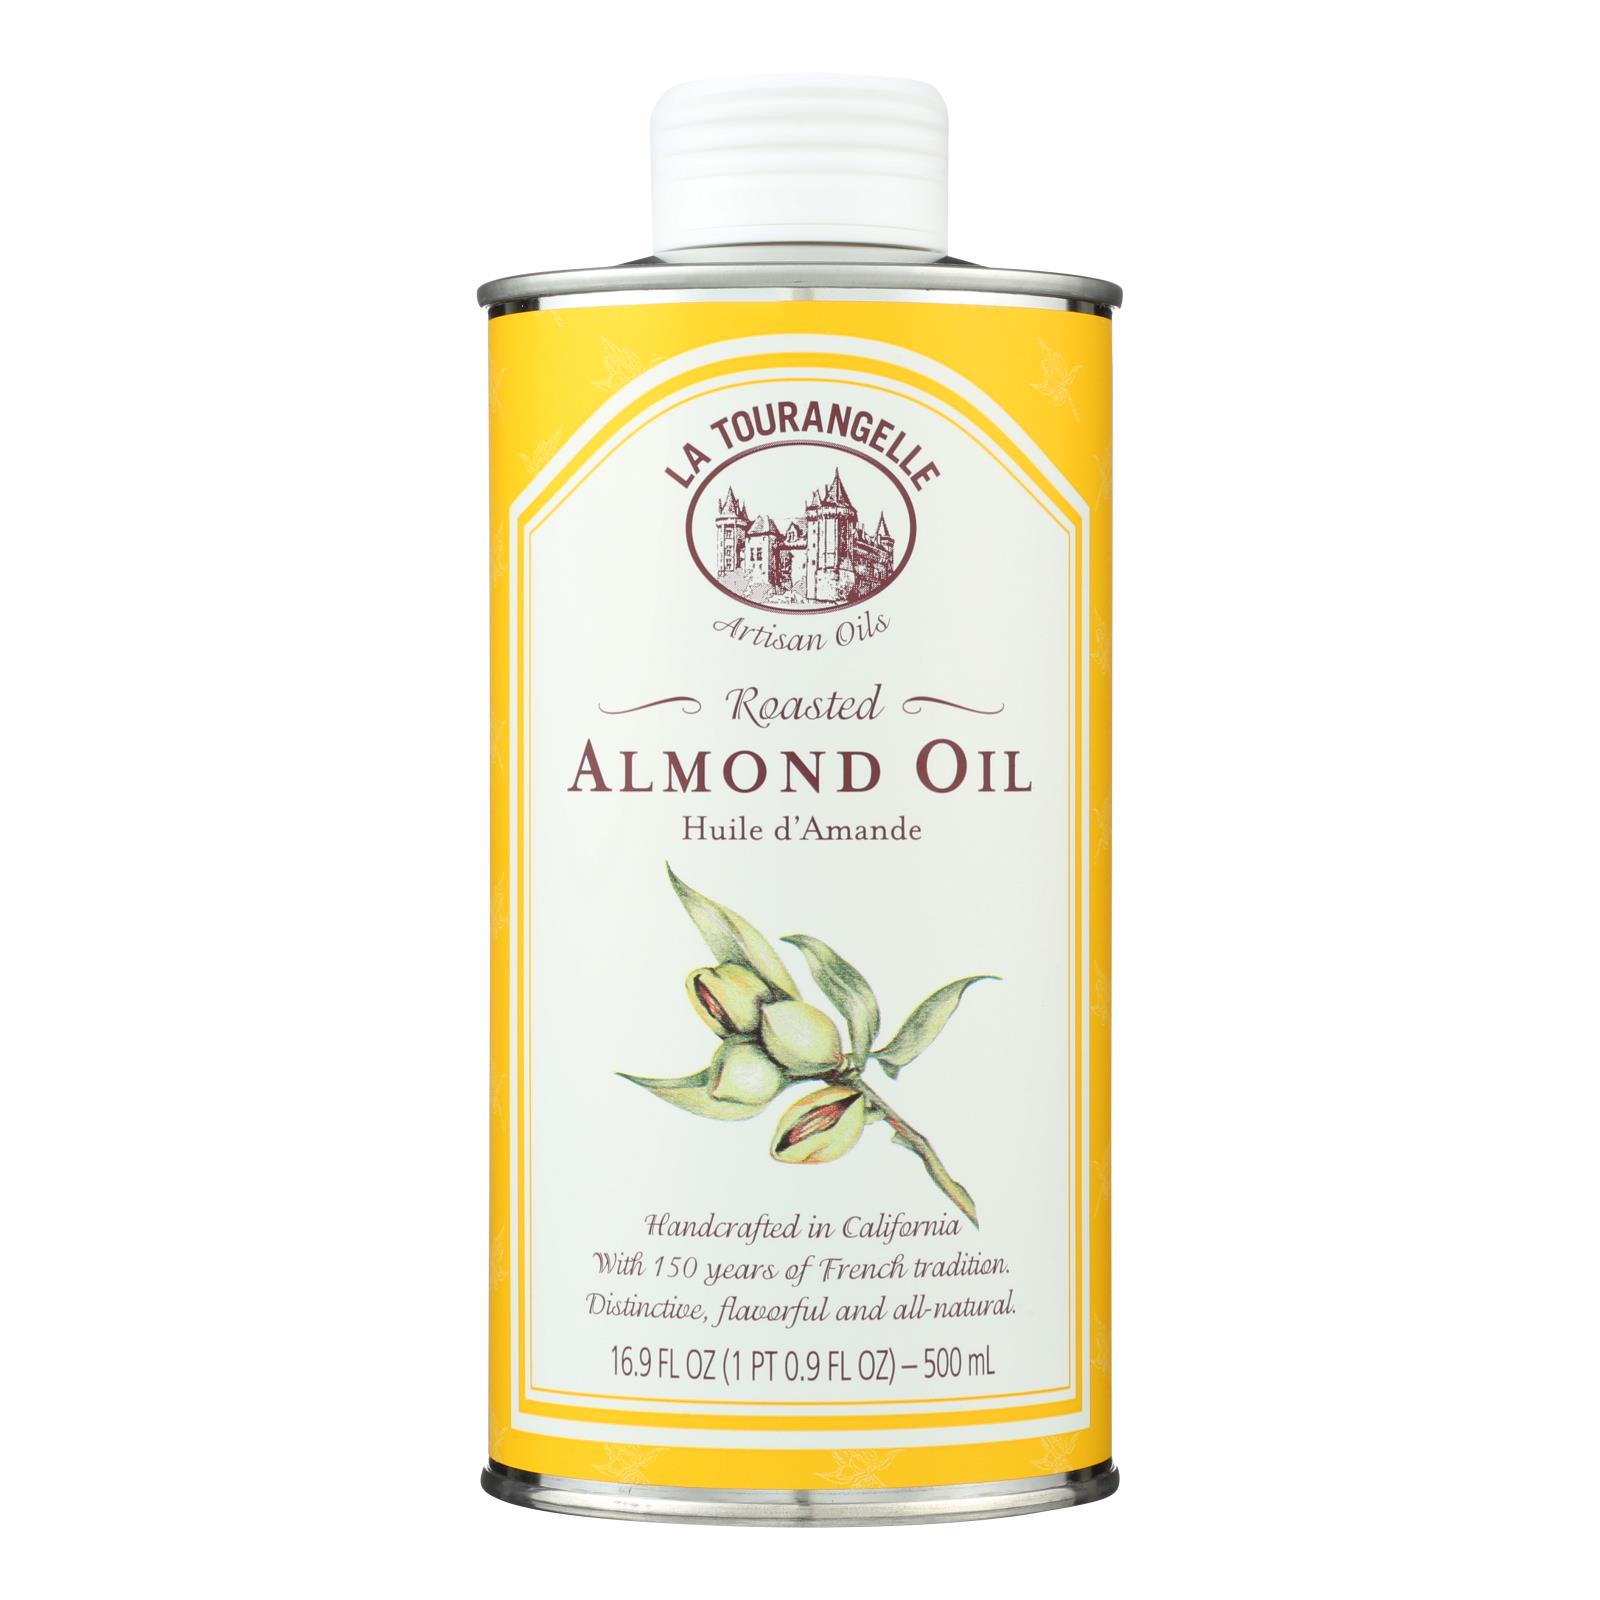 LA TOURANGELLE
Artisan Oils
Roasted
ALMOND OIL
Huile d'Amande
Handcrafted in California
With 150 years of French tradition.
Distinctive, flavorful and all-natural.
16.9 FL OZ (1 PT 0.9 FL OZ) – 500 mL